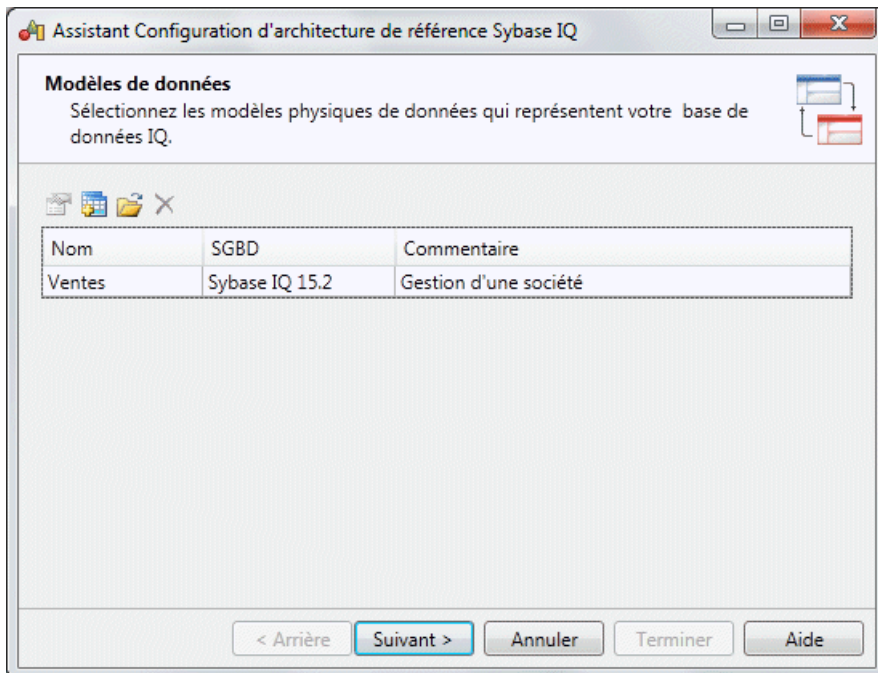 Assistant Configuration d'architecture de référence Sybase IQ
Modèles de données
Sélectionnez les modèles physiques de données qui représentent votre base de
données IQ.
Nom SGBD Commentaire
Ventes Sybase IQ 15.2 Gestion d'une société
< Arrière Suivant > Annuler Terminer Aide